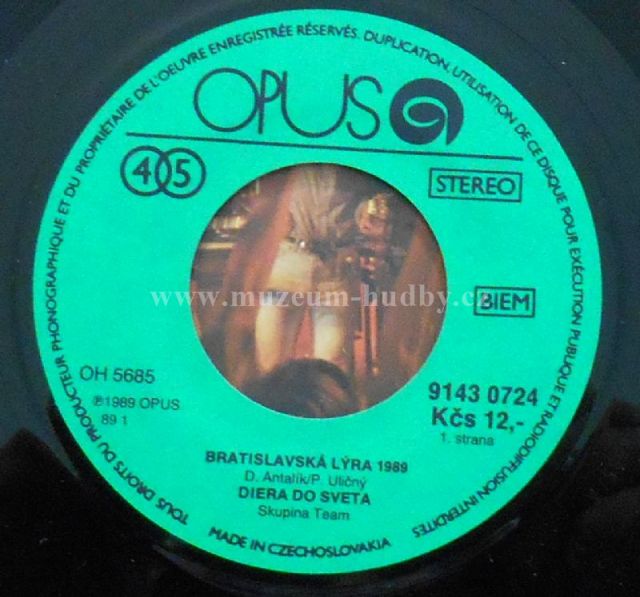 TOUS DROITS DU PRODUCTEUR PHONOGRAPHIQUE ET DU PROPRIÉTAIRE DE L'OEUVRE ENREGISTRÉE RÉSERVÉS. DUPLICATION, UTILISATION DE CE DISQUE POUR EXÉCUTION PUBLIQUE ET RADIODIFFUSION INTERDITES
OPUS
45
STEREO
www.muzeum-hudby.cz
BIEM
OH 5685
℗1989 OPUS
89 1
9143 0724
Kčs 12,-
1. strana
BRATISLAVSKÁ LÝRA 1989
D. Antalík/P. Uličný
DIERA DO SVETA
Skupina Team
MADE IN CZECHOSLOVAKIA